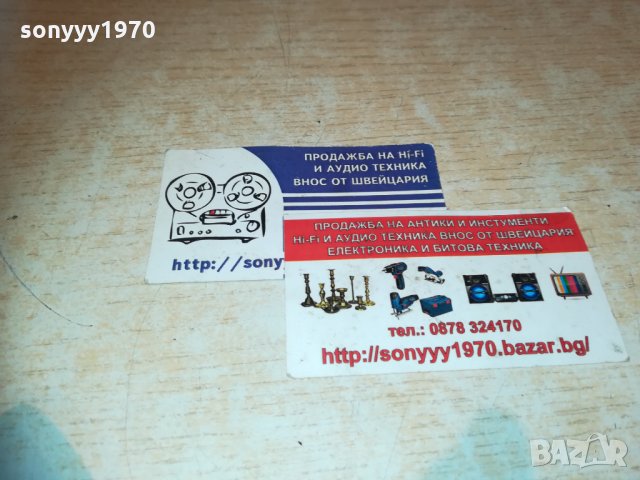 sonyyy1970
ПРОДАЖБА НА Hi-Fi
И АУДИО ТЕХНИКА
ВНОС ОТ ШВЕЙЦАРИЯ
http://sony
ПРОДАЖБА НА АНТИКИ И ИНСТУМЕНТИ
Hi-Fi И АУДИО ТЕХНИКА ВНОС ОТ ШВЕЙЦАРИЯ
ЕЛЕКТРОНИКА И БИТОВА ТЕХНИКА
тел.: 0878 324170
http://sonyyy1970.bazar.bg/
BAZAR.bg